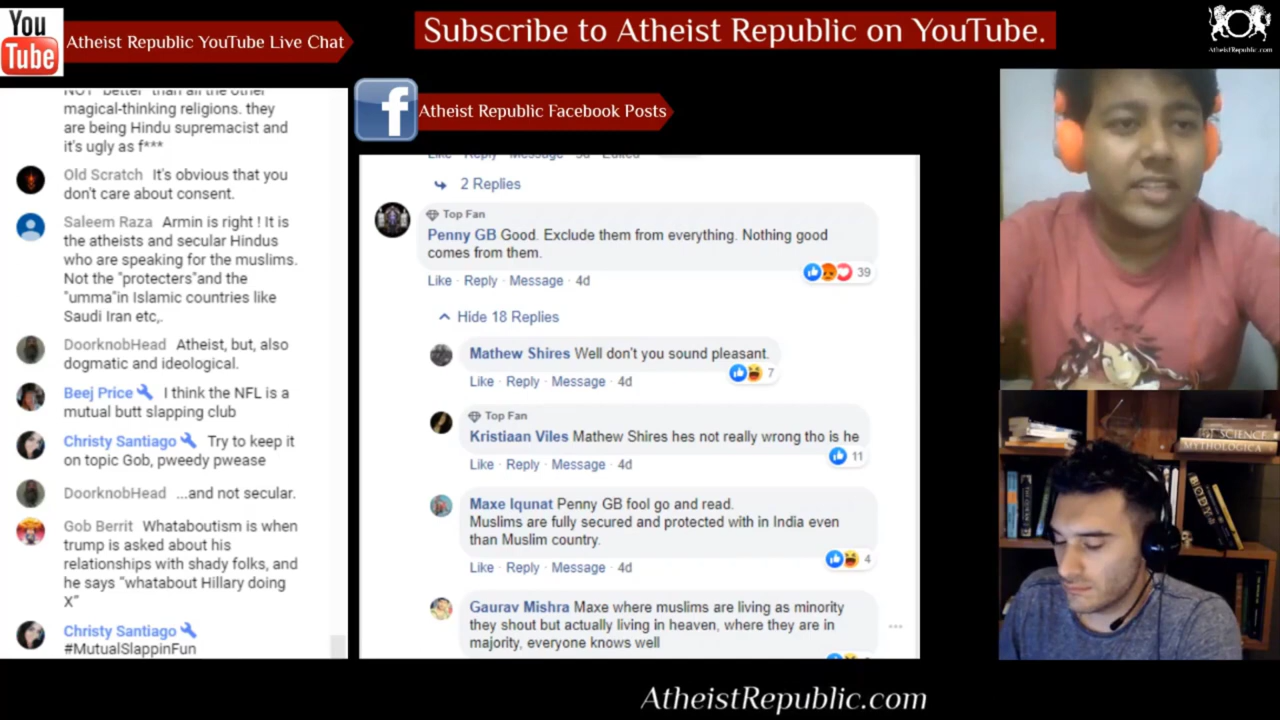 You
Tube
Atheist Republic YouTube Live Chat
Subscribe to Atheist Republic on YouTube.
AtheistRepublic.com
f
Atheist Republic Facebook Posts
NOT "better" than all the other
magical-thinking religions. they
are being Hindu supremacist and
it's ugly as f***
Old Scratch It's obvious that you
don't care about consent.
Saleem Raza Armin is right ! It is
the atheists and secular Hindus
who are speaking for the muslims.
Not the "protecters"and the
"umma"in Islamic countries like
Saudi Iran etc,.
DoorknobHead Atheist, but, also
dogmatic and ideological.
Beej Price I think the NFL is a
mutual butt slapping club
Christy Santiago Try to keep it
on topic Gob, pweedy pwease
DoorknobHead ...and not secular.
Gob Berrit Whataboutism is when
trump is asked about his
relationships with shady folks, and
he says "whatabout Hillary doing
X"
Christy Santiago
#MutualSlappinFun
Like Reply Message Edited
2 Replies
Top Fan
Penny GB Good. Exclude them from everything. Nothing good
comes from them.
39
Like · Reply · Message · 4d
Hide 18 Replies
Mathew Shires Well don't you sound pleasant.
7
Like · Reply · Message · 4d
Top Fan
Kristiaan Viles Mathew Shires hes not really wrong tho is he
11
Like · Reply · Message · 4d
Maxe Iqunat Penny GB fool go and read.
Muslims are fully secured and protected with in India even
than Muslim country.
4
Like · Reply · Message · 4d
Gaurav Mishra Maxe where muslims are living as minority
they shout but actually living in heaven, where they are in
majority, everyone knows well
SCIENCE
MYTHOLOGICA
AtheistRepublic.com